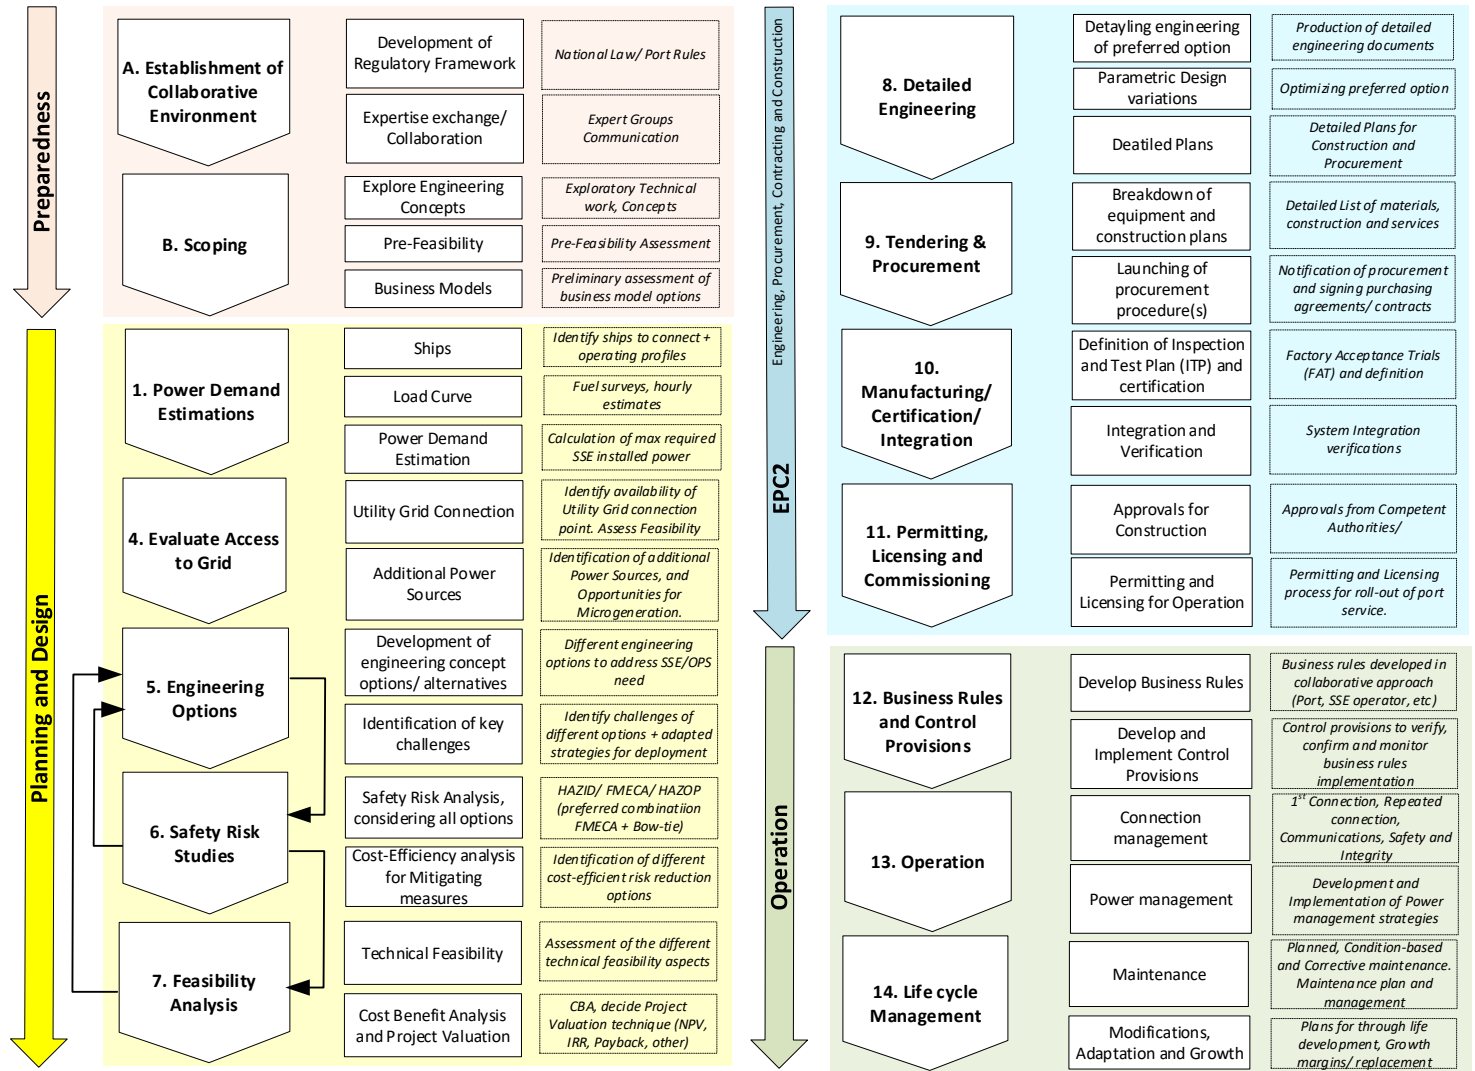 Preparedness
A. Establishment of
Collaborative
Environment
Development of
Regulatory Framework
National Law/ Port Rules
Expertise exchange/
Collaboration
Expert Groups
Communication
B. Scoping
Explore Engineering
Concepts
Exploratory Technical
work, Concepts
Pre-Feasibility
Pre-Feasibility Assessment
Business Models
Preliminary assessment of
business model options
Planning and Design
1. Power Demand
Estimations
Ships
Identify ships to connect +
operating profiles
Load Curve
Fuel surveys, hourly
estimates
Power Demand
Estimation
Calculation of max required
SSE installed power
4. Evaluate Access
to Grid
Utility Grid Connection
Identify availability of
Utility Grid connection
point. Assess Feasibility
Additional Power
Sources
Identification of additional
Power Sources, and
Opportunities for
Microgeneration.
5. Engineering
Options
Development of
engineering concept
options/ alternatives
Different engineering
options to address SSE/OPS
need
Identification of key
challenges
Identify challenges of
different options + adapted
strategies for deployment
6. Safety Risk
Studies
Safety Risk Analysis,
considering all options
HAZID/ FMECA/ HAZOP
(preferred combinatiion
FMECA + Bow-tie)
Cost-Efficiency analysis
for Mitigating
measures
Identification of different
cost-efficient risk reduction
options
7. Feasibility
Analysis
Technical Feasibility
Assessment of the different
technical feasibility aspects
Cost Benefit Analysis
and Project Valuation
CBA, decide Project
Valuation technique (NPV,
IRR, Payback, other)
Engineering, Procurement, Contracting and Construction
EPC2
8. Detailed
Engineering
Detayling engineering
of preferred option
Production of detailed
engineering documents
Parametric Design
variations
Optimizing preferred option
Deatiled Plans
Detailed Plans for
Construction and
Procurement
9. Tendering &
Procurement
Breakdown of
equipment and
construction plans
Detailed List of materials,
construction and services
Launching of
procurement
procedure(s)
Notification of procurement
and signing purchasing
agreements/ contracts
10.
Manufacturing/
Certification/
Integration
Definition of Inspection
and Test Plan (ITP) and
certification
Factory Acceptance Trials
(FAT) and definition
Integration and
Verification
System Integration
verifications
11. Permitting,
Licensing and
Commissioning
Approvals for
Construction
Approvals from Competent
Authorities/
Permitting and
Licensing for Operation
Permitting and Licensing
process for roll-out of port
service.
Operation
12. Business Rules
and Control
Provisions
Develop Business Rules
Business rules developed in
collaborative approach
(Port, SSE operator, etc)
Develop and
Implement Control
Provisions
Control provisions to verify,
confirm and monitor
business rules
implementation
13. Operation
Connection
management
1st Connection, Repeated
connection,
Communications, Safety and
Integrity
Power management
Development and
Implementation of Power
management strategies
14. Life cycle
Management
Maintenance
Planned, Condition-based
and Corrective maintenance.
Maintenance plan and
management
Modifications,
Adaptation and Growth
Plans for through life
development, Growth
margins/ replacement